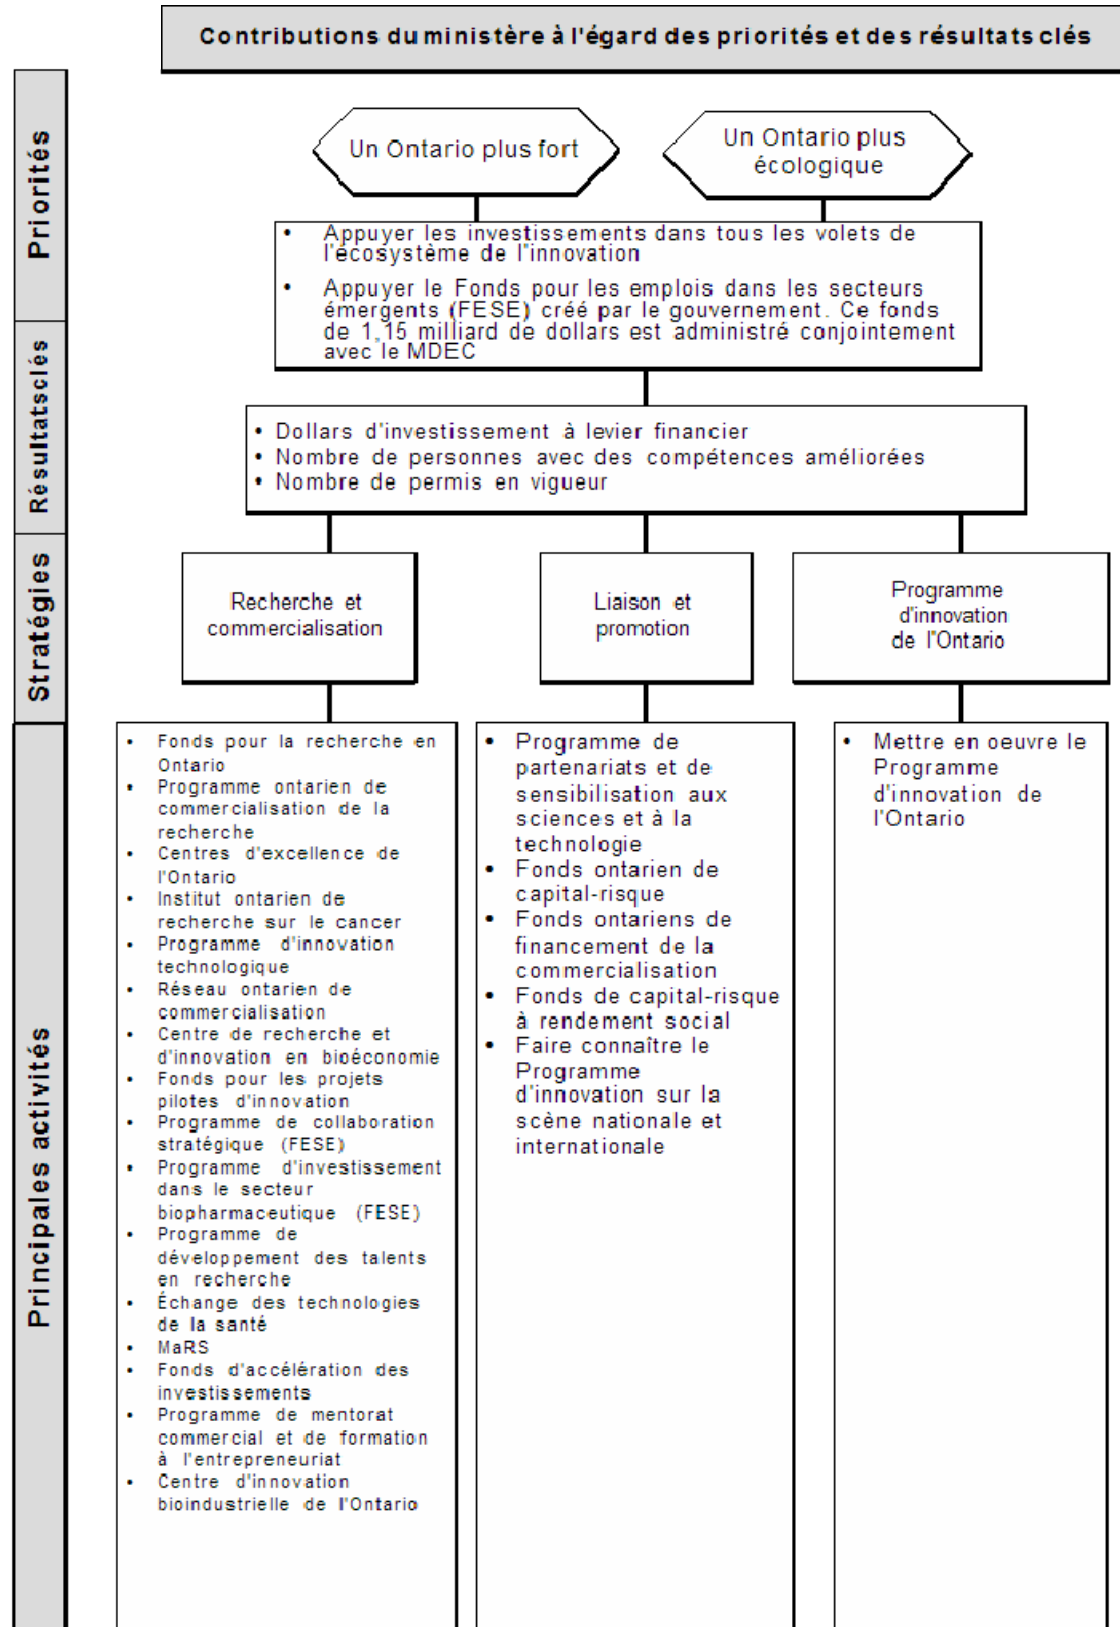 Contributions du ministère à l'égard des priorités et des résultats clés
Priorités
Un Ontario plus fort
Un Ontario plus
écologique
• Appuyer les investissements dans tous les volets de
l'écosystème de l'innovation
• Appuyer le Fonds pour les emplois dans les secteurs
émergents (FESE) créé par le gouvernement. Ce fonds
de 1,15 milliard de dollars est administré conjointement
avec le MDEC
Résultats clés
• Dollars d'investissement à levier financier
• Nombre de personnes avec des compétences améliorées
• Nombre de permis en vigueur
Stratégies
Recherche et
commercialisation
Liaison et
promotion
Programme
d'innovation
de l'Ontario
Principales activités
• Fonds pour la recherche en
Ontario
• Programme ontarien de
commercialisation de la
recherche
• Centres d'excellence de
l'Ontario
• Institut ontarien de
recherche sur le cancer
• Programme d'innovation
technologique
• Réseau ontarien de
commercialisation
• Centre de recherche et
d'innovation en bioéconomie
• Fonds pour les projets
pilotes d'innovation
• Programme de collaboration
stratégique (FESE)
• Programme d'investissement
dans le secteur
biopharmaceutique (FESE)
• Programme de
développement des talents
en recherche
• Échange des technologies
de la santé
• MaRS
• Fonds d'accélération des
investissements
• Programme de mentorat
commercial et de formation
à l'entrepreneuriat
• Centre d'innovation
bioindustrielle de l'Ontario
• Programme de
partenariats et de
sensibilisation aux
sciences et à la
technologie
• Fonds ontarien de
capital-risque
• Fonds ontariens de
financement de la
commercialisation
• Fonds de capital-risque
à rendement social
• Faire connaître le
Programme
d'innovation sur la
scène nationale et
internationale
• Mettre en oeuvre le
Programme
d'innovation de
l'Ontario